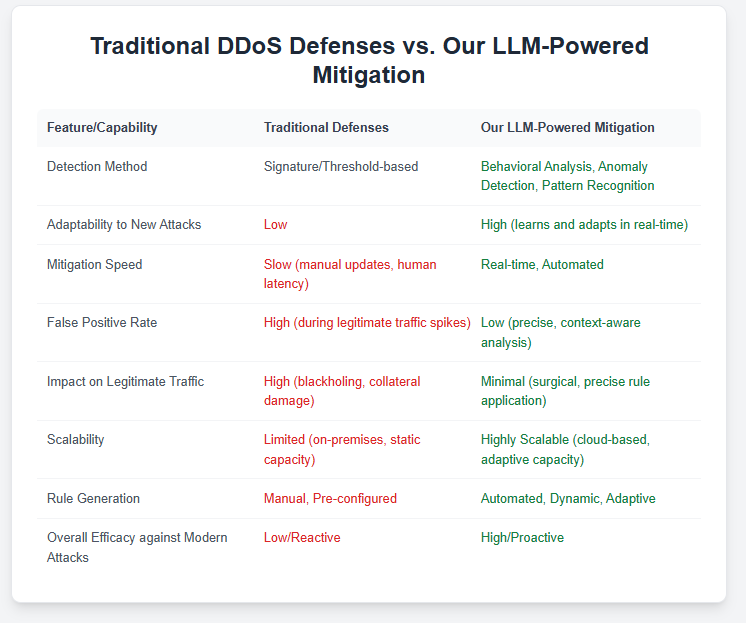 Traditional DDoS Defenses vs. Our LLM-Powered
Mitigation
Feature/Capability Traditional Defenses Our LLM-Powered Mitigation
Detection Method Signature/Threshold-based Behavioral Analysis, Anomaly
Detection, Pattern Recognition
Adaptability to New Attacks Low High (learns and adapts in real-time)
Mitigation Speed Slow (manual updates, human Real-time, Automated
latency)
False Positive Rate High (during legitimate traffic spikes) Low (precise, context-aware
analysis)
Impact on Legitimate Traffic High (blackholing, collateral Minimal (surgical, precise rule
damage) application)
Scalability Limited (on-premises, static Highly Scalable (cloud-based,
capacity) adaptive capacity)
Rule Generation Manual, Pre-configured Automated, Dynamic, Adaptive
Overall Efficacy against Modern Low/Reactive High/Proactive
Attacks